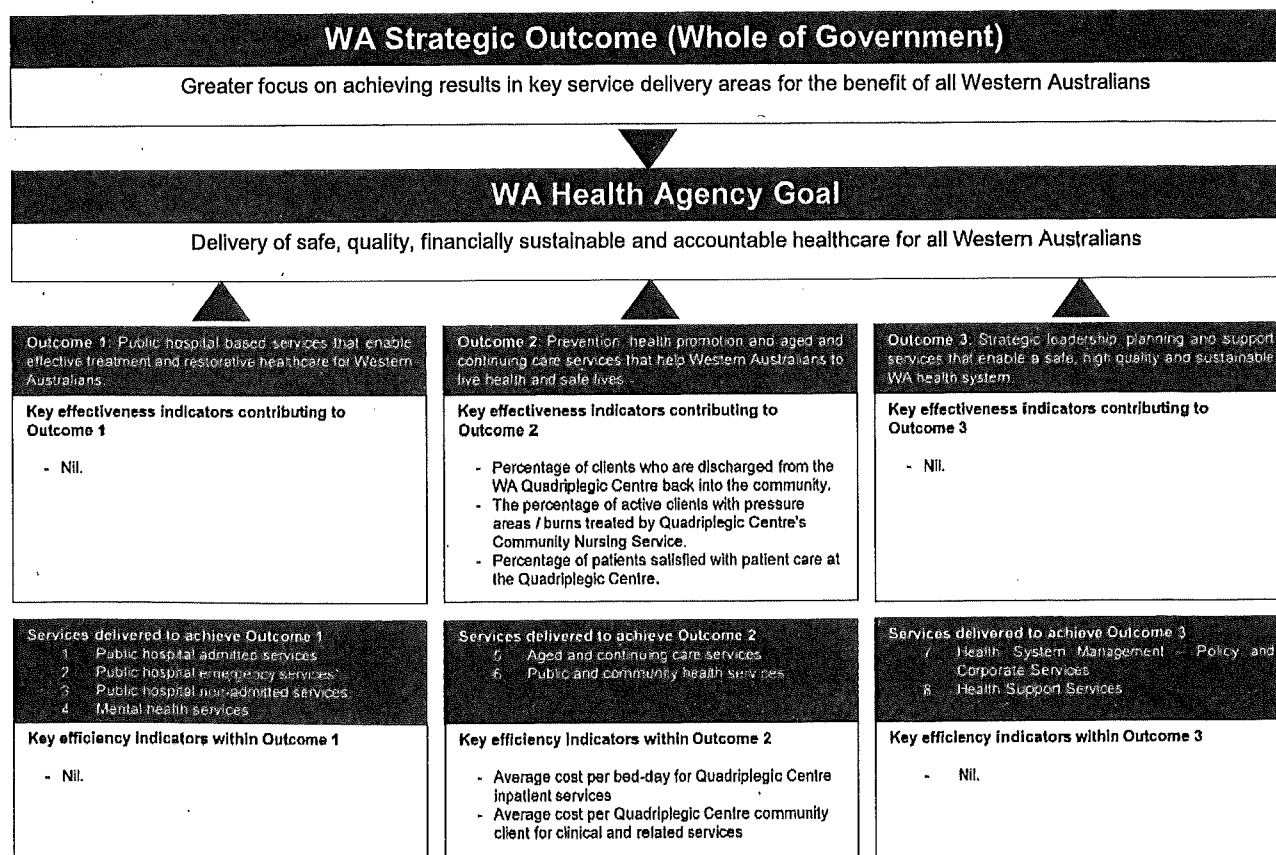 WA Strategic Outcome (Whole of Government)
Greater focus on achieving results in key service delivery areas for the benefit of all Western Australians
WA Health Agency Goal
Delivery of safe, quality, financially sustainable and accountable healthcare for all Western Australians
Outcome 1: Public hospital based services that enable
effective treatment and restorative healthcare for Western
Australians
Key effectiveness indicators contributing to
Outcome 1
- Nil.
Services delivered to achieve Outcome 1
1 Public hospital admitted services
2 Public hospital emergency services
3 Public hospital non-admitted services
4 Mental health services
Key efficiency indicators within Outcome 1
- Nil.
Outcome 2: Prevention, health promotion and aged and
continuing care services that help Western Australians to
live health and safe lives
Key effectiveness indicators contributing to
Outcome 2
- Percentage of clients who are discharged from the
WA Quadriplegic Centre back into the community.
- The percentage of active clients with pressure
areas / burns treated by Quadriplegic Centre's
Community Nursing Service.
- Percentage of patients satisfied with patient care at
the Quadriplegic Centre.
Services delivered to achieve Outcome 2
5 Aged and continuing care services
6 Public and community health services
Key efficiency indicators within Outcome 2
- Average cost per bed-day for Quadriplegic Centre
inpatient services
- Average cost per Quadriplegic Centre community
client for clinical and related services
Outcome 3: Strategic leadership, planning and support
services that enable a safe, high quality and sustainable
WA health system
Key effectiveness indicators contributing to
Outcome 3
- Nil.
Services delivered to achieve Outcome 3
7 Health System Management - Policy and
Corporate Services
8 Health Support Services
Key efficiency indicators within Outcome 3
- Nil.